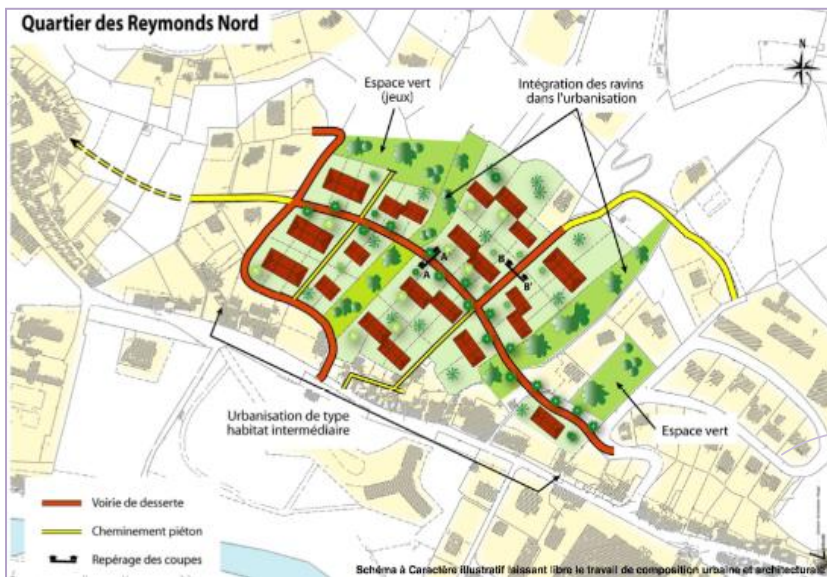 Quartier des Reymonds Nord
N
Espace vert
(jeux)
Intégration des ravins
dans l'urbanisation
A
A'
B
B'
Urbanisation de type
habitat intermédiaire
Espace vert
Voirie de desserte
Cheminement piéton
Repérage des coupes
Schéma à Caractère illustratif laissant libre le travail de composition urbaine et architecturale